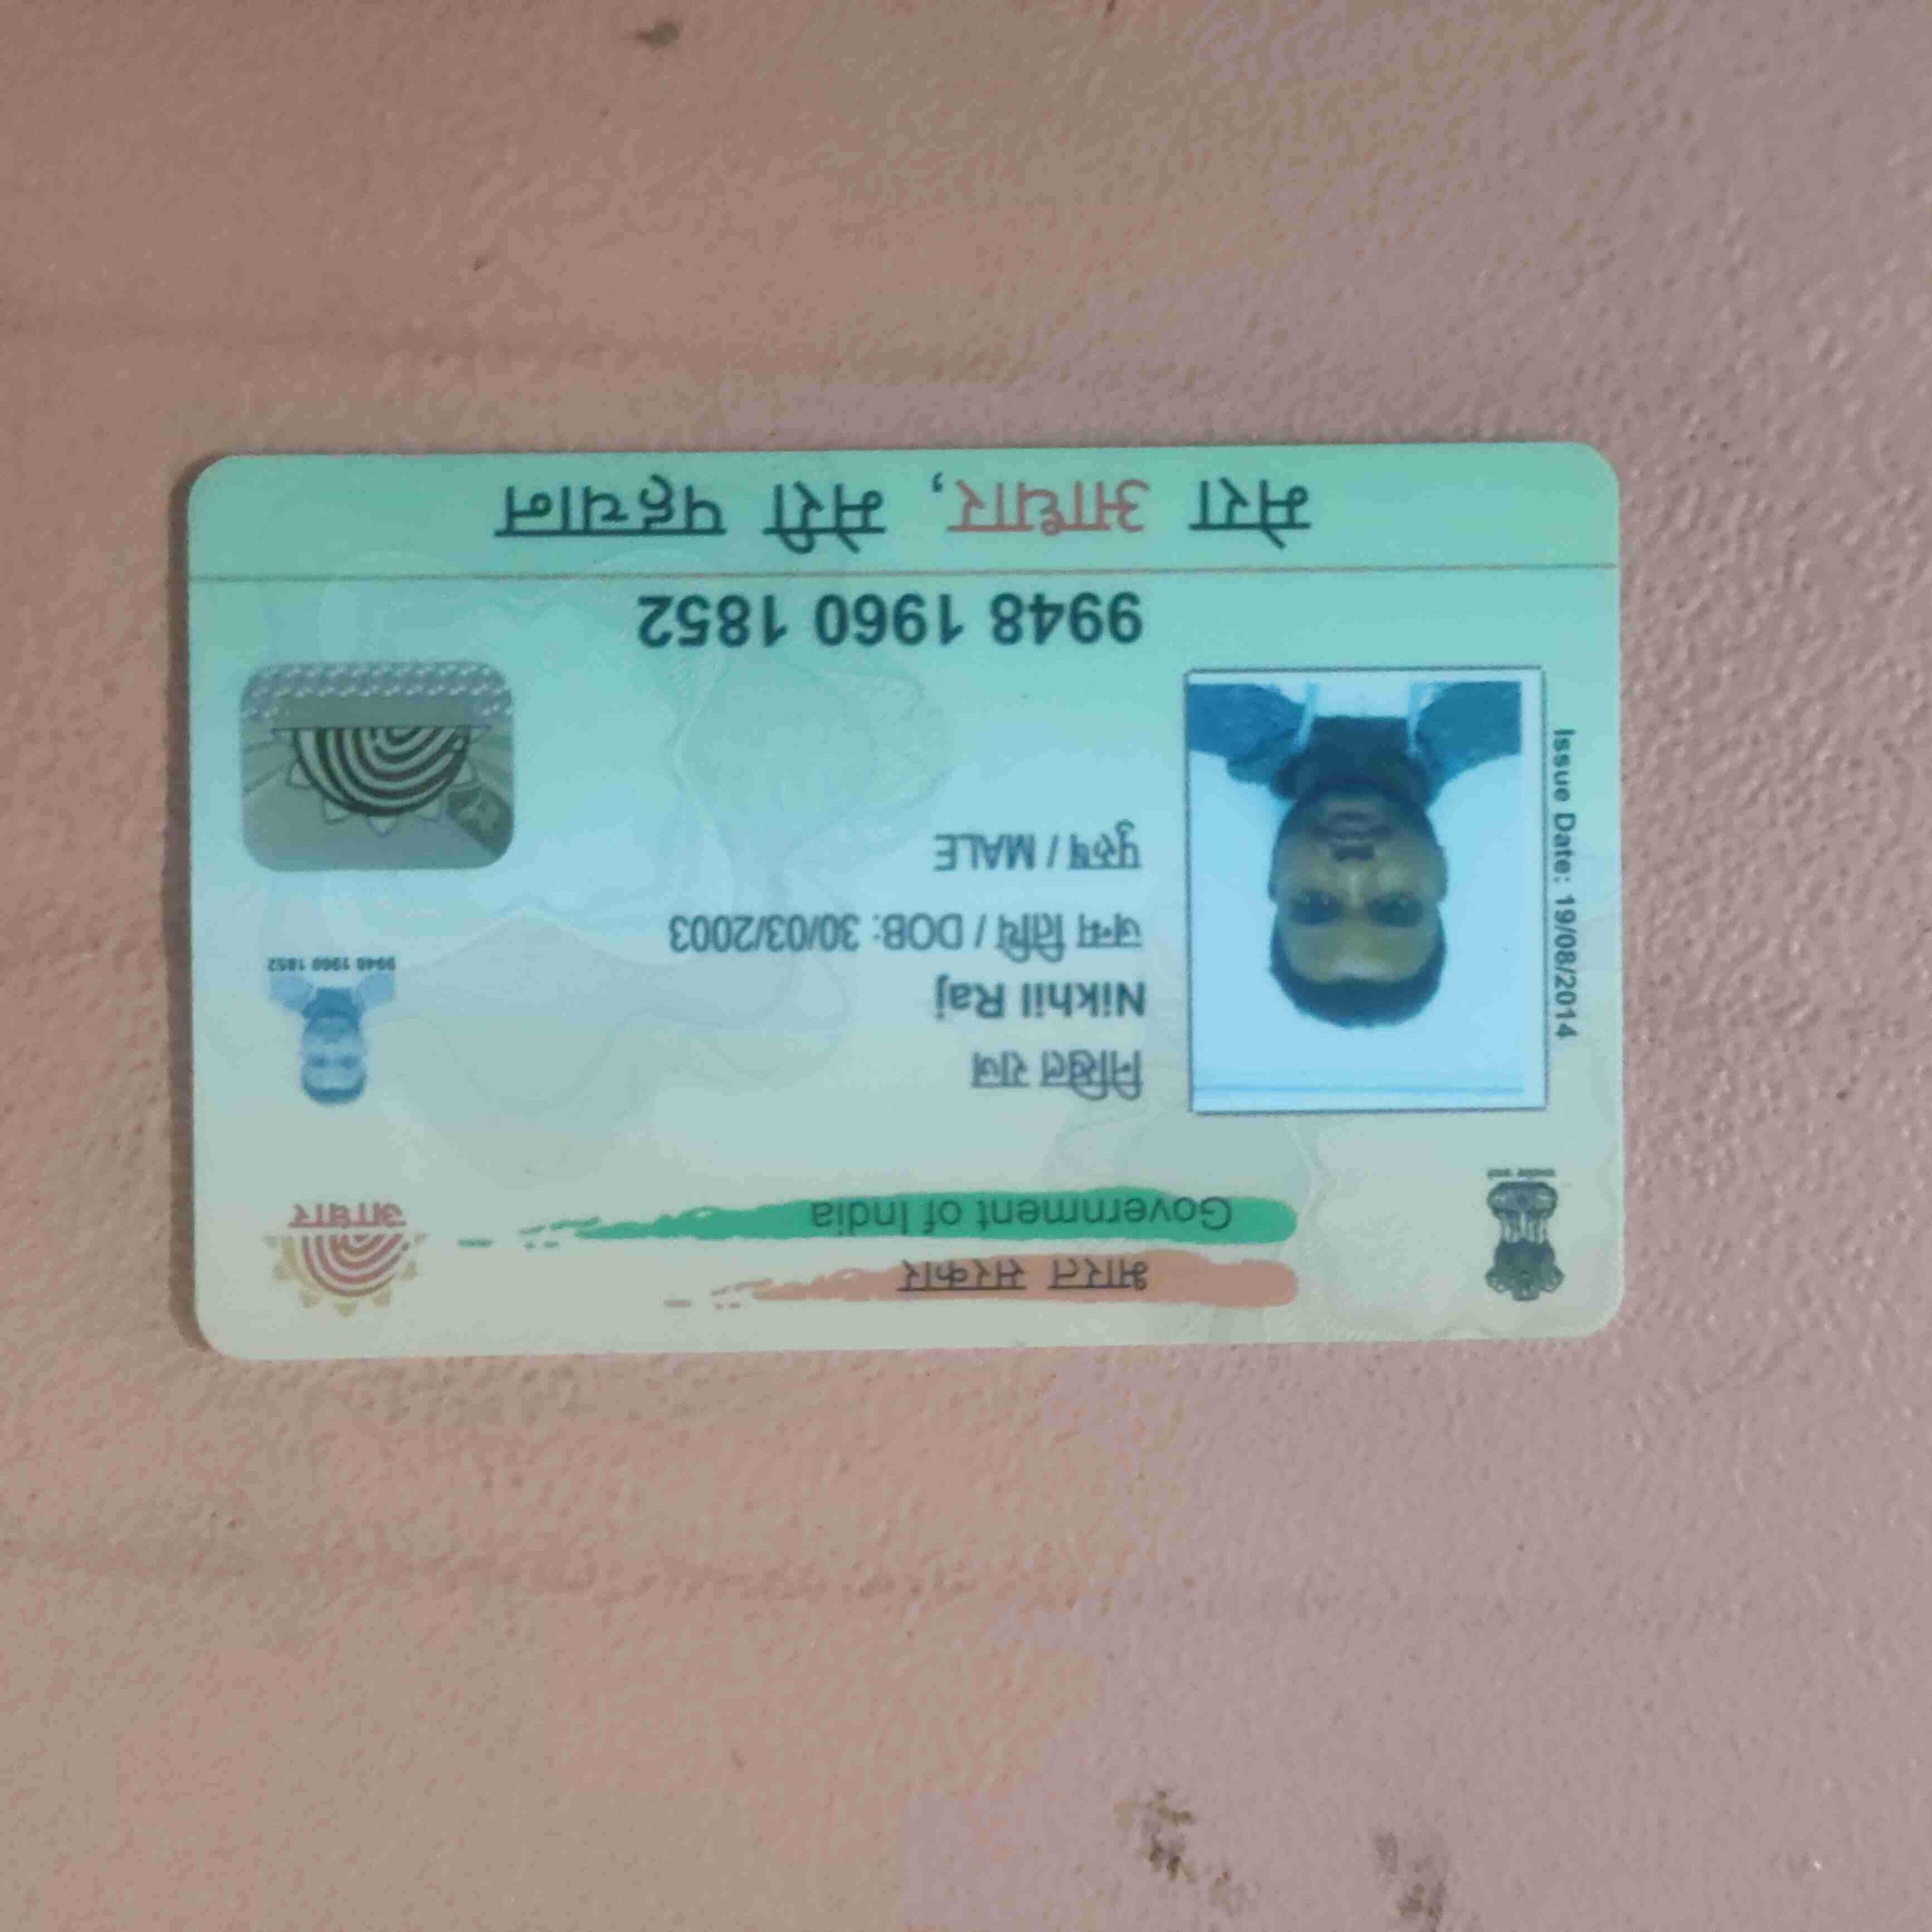 भारत सरकार
Government of India
आधार
निखिल राज
Nikhil Raj
जन्म तिथि / DOB: 30/03/2003
पुरुष / MALE
Issue Date: 19/08/2014
9948 1960 1852
9948 1960 1852
मेरा आधार, मेरी पहचान